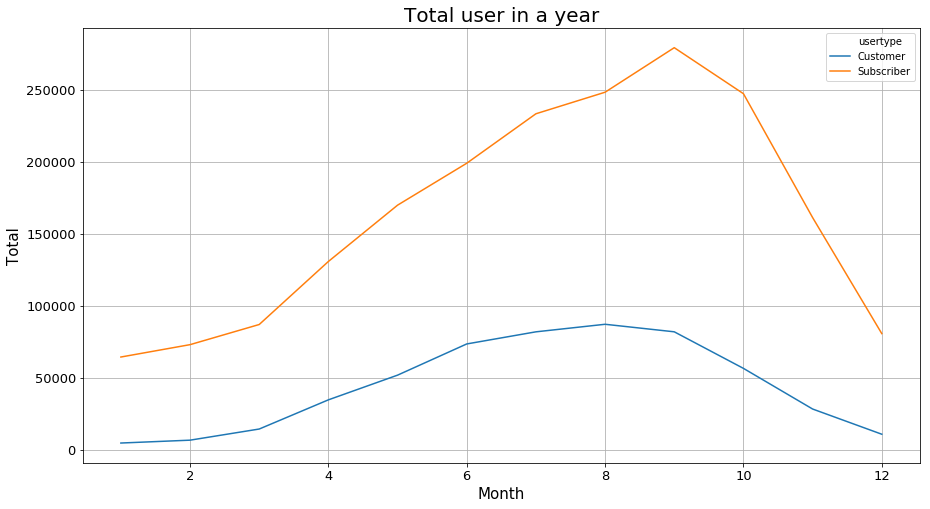 Total user in a year
usertype
Customer
Subscriber
250000
200000
150000
100000
50000
0
Total
2 4 6 8 10 12
Month